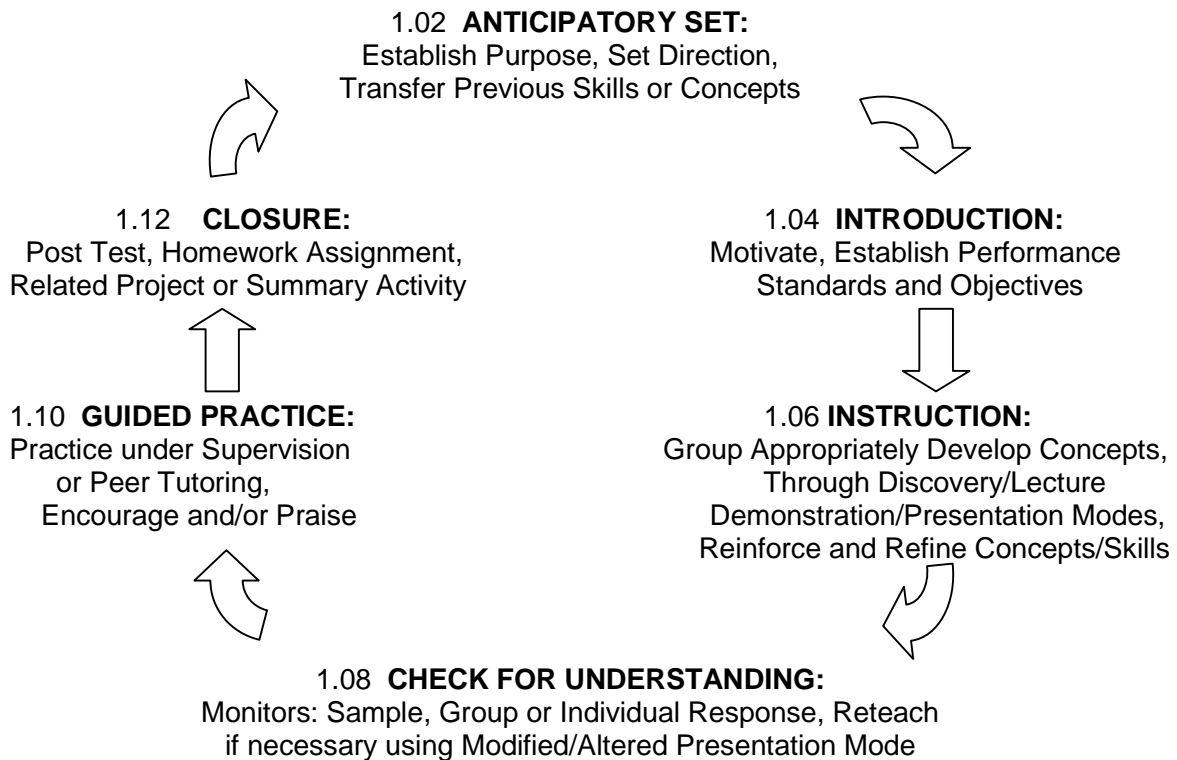 1.02 ANTICIPATORY SET:
Establish Purpose, Set Direction,
Transfer Previous Skills or Concepts
1.04 INTRODUCTION:
Motivate, Establish Performance
Standards and Objectives
1.06 INSTRUCTION:
Group Appropriately Develop Concepts,
Through Discovery/Lecture
Demonstration/Presentation Modes,
Reinforce and Refine Concepts/Skills
1.08 CHECK FOR UNDERSTANDING:
Monitors: Sample, Group or Individual Response, Reteach
if necessary using Modified/Altered Presentation Mode
1.10 GUIDED PRACTICE:
Practice under Supervision
or Peer Tutoring,
Encourage and/or Praise
1.12 CLOSURE:
Post Test, Homework Assignment,
Related Project or Summary Activity